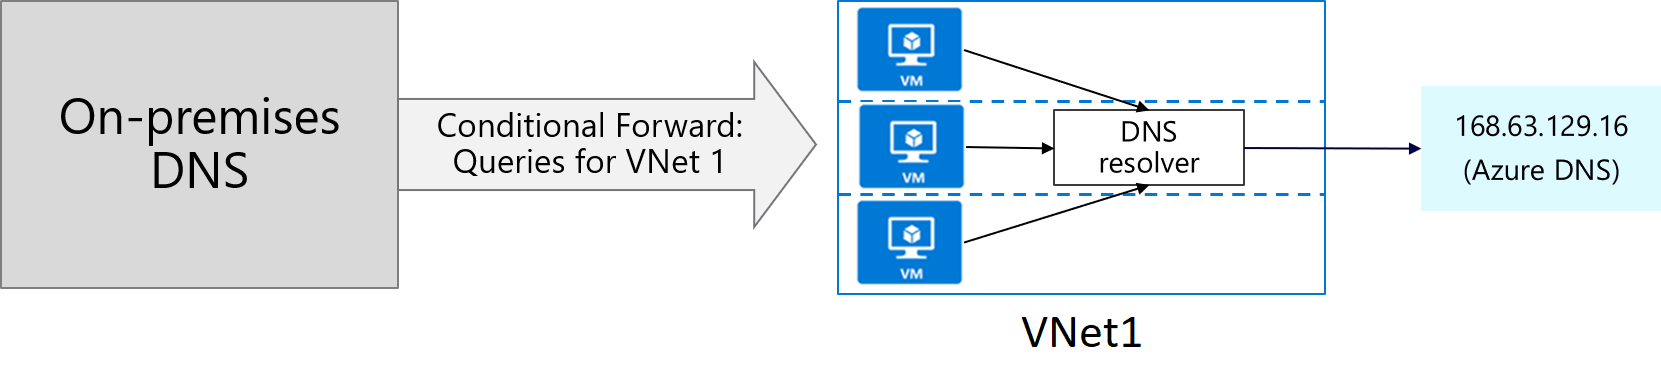 On-premises
DNS
Conditional Forward:
Queries for VNet 1
VM
VM
VM
DNS
resolver
168.63.129.16
(Azure DNS)
VNet1